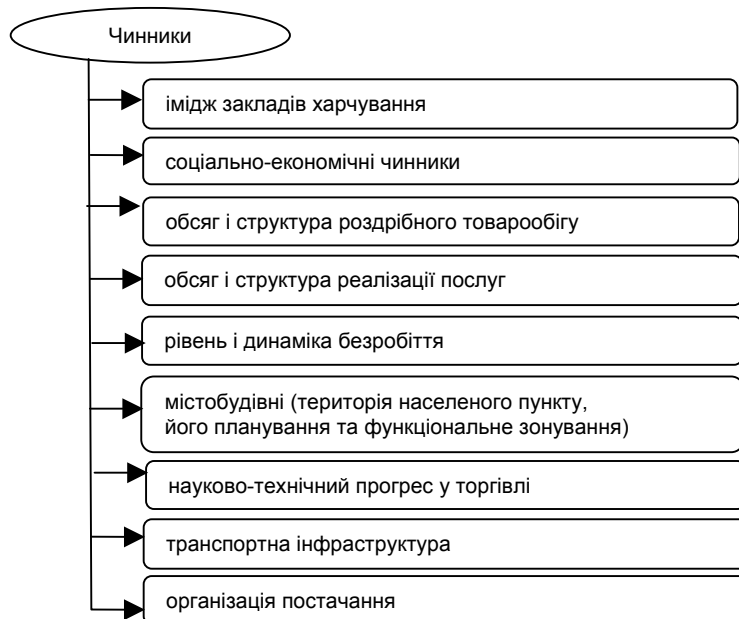 Чинники
імідж закладів харчування
соціально-економічні чинники
обсяг і структура роздрібного товарообігу
обсяг і структура реалізації послуг
рівень і динаміка безробіття
містобудівні (територія населеного пункту,
його планування та функціональне зонування)
науково-технічний прогрес у торгівлі
транспортна інфраструктура
організація постачання